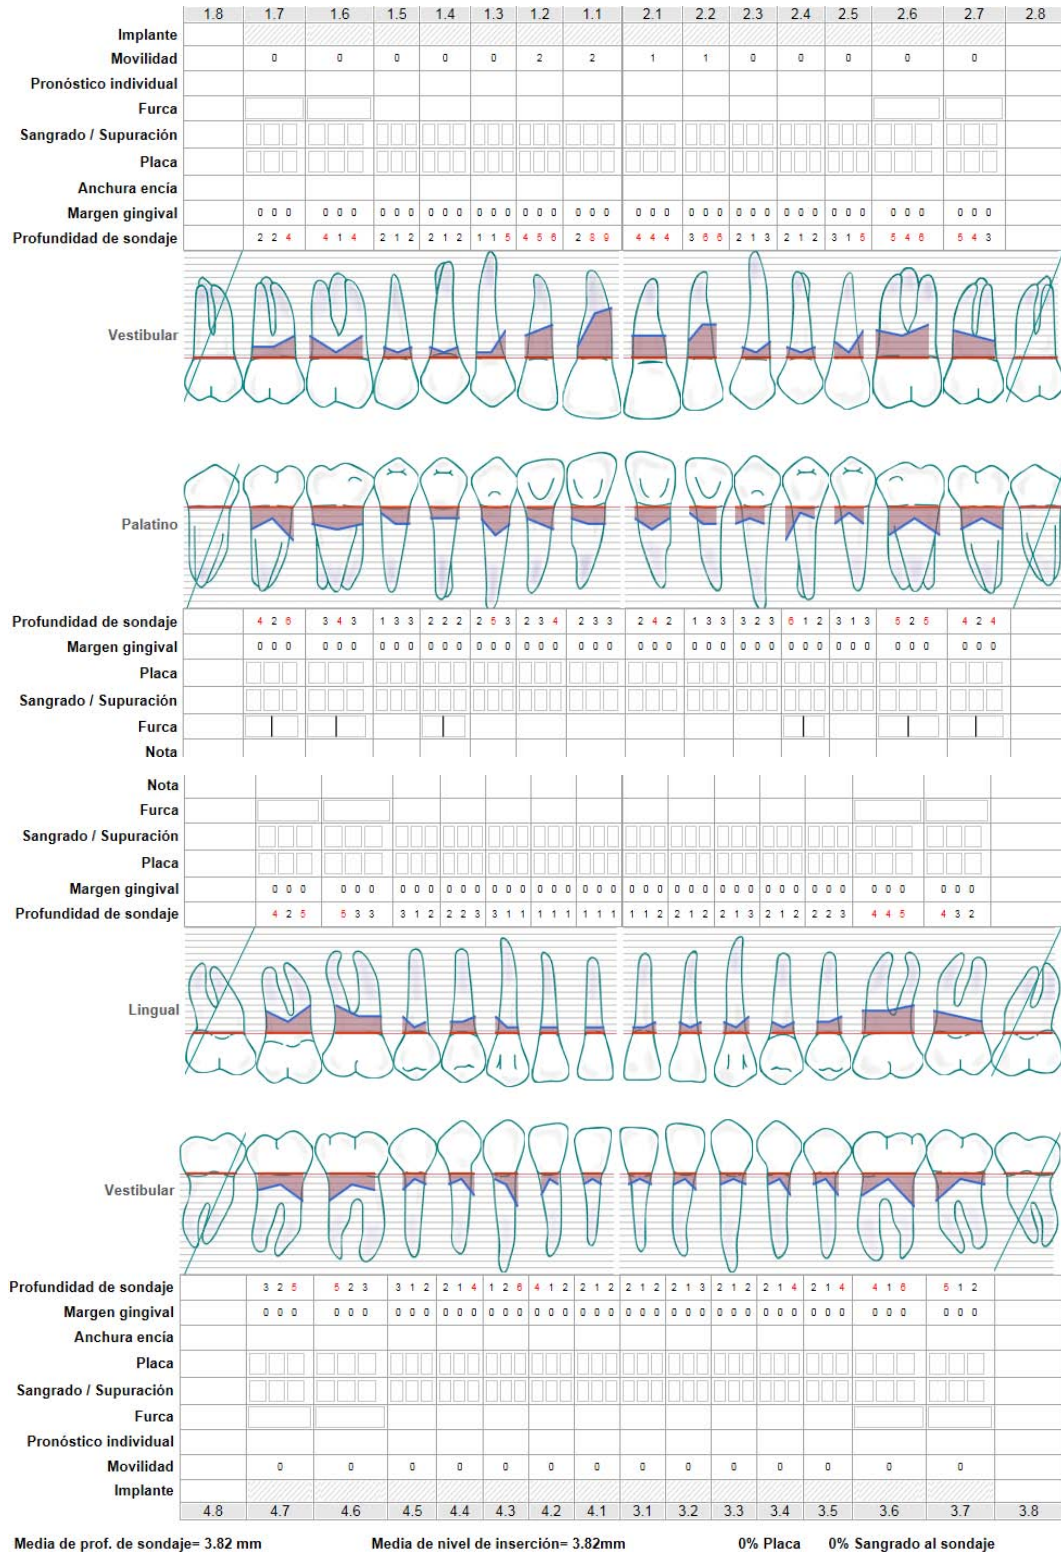 1.8 1.7 1.6 1.5 1.4 1.3 1.2 1.1 2.1 2.2 2.3 2.4 2.5 2.6 2.7 2.8
Implante
Movilidad 0 0 0 0 0 2 2 1 1 0 0 0 0 0
Pronóstico individual
Furca
Sangrado / Supuración
Placa
Anchura encía
Margen gingival 0 0 0 0 0 0 0 0 0 0 0 0 0 0 0 0 0 0 0 0 0 0 0 0 0 0 0 0 0 0 0 0 0 0 0 0 0 0 0 0 0 0
Profundidad de sondaje 2 2 4 4 1 4 2 1 2 2 1 2 1 1 5 4 5 6 2 8 9 4 4 4 3 6 6 2 1 3 2 1 2 3 1 5 5 4 6 5 4 3
Vestibular
Palatino
Profundidad de sondaje 4 2 6 3 4 3 1 3 3 2 2 2 2 5 3 2 3 4 2 3 3 2 4 2 1 3 3 3 2 3 6 1 2 3 1 3 5 2 5 4 2 4
Margen gingival 0 0 0 0 0 0 0 0 0 0 0 0 0 0 0 0 0 0 0 0 0 0 0 0 0 0 0 0 0 0 0 0 0 0 0 0 0 0 0 0 0 0
Placa
Sangrado / Supuración
Furca
Nota
Nota
Furca
Sangrado / Supuración
Placa
Margen gingival 0 0 0 0 0 0 0 0 0 0 0 0 0 0 0 0 0 0 0 0 0 0 0 0 0 0 0 0 0 0 0 0 0 0 0 0 0 0 0 0 0 0
Profundidad de sondaje 4 2 5 5 3 3 3 1 2 2 2 3 3 1 1 1 1 1 1 1 1 1 1 2 2 1 2 2 1 3 2 1 2 2 2 3 4 4 5 4 3 2
Lingual
Vestibular
Profundidad de sondaje 3 2 5 5 2 3 3 1 2 2 1 4 1 2 6 4 1 2 2 1 2 2 1 2 2 1 3 2 1 2 2 1 4 2 1 4 4 1 6 5 1 2
Margen gingival 0 0 0 0 0 0 0 0 0 0 0 0 0 0 0 0 0 0 0 0 0 0 0 0 0 0 0 0 0 0 0 0 0 0 0 0 0 0 0 0 0 0
Anchura encía
Placa
Sangrado / Supuración
Furca
Pronóstico individual
Movilidad 0 0 0 0 0 0 0 0 0 0 0 0 0 0
Implante
4.8 4.7 4.6 4.5 4.4 4.3 4.2 4.1 3.1 3.2 3.3 3.4 3.5 3.6 3.7 3.8
Media de prof. de sondaje= 3.82 mm Media de nivel de inserción= 3.82mm 0% Placa 0% Sangrado al sondaje